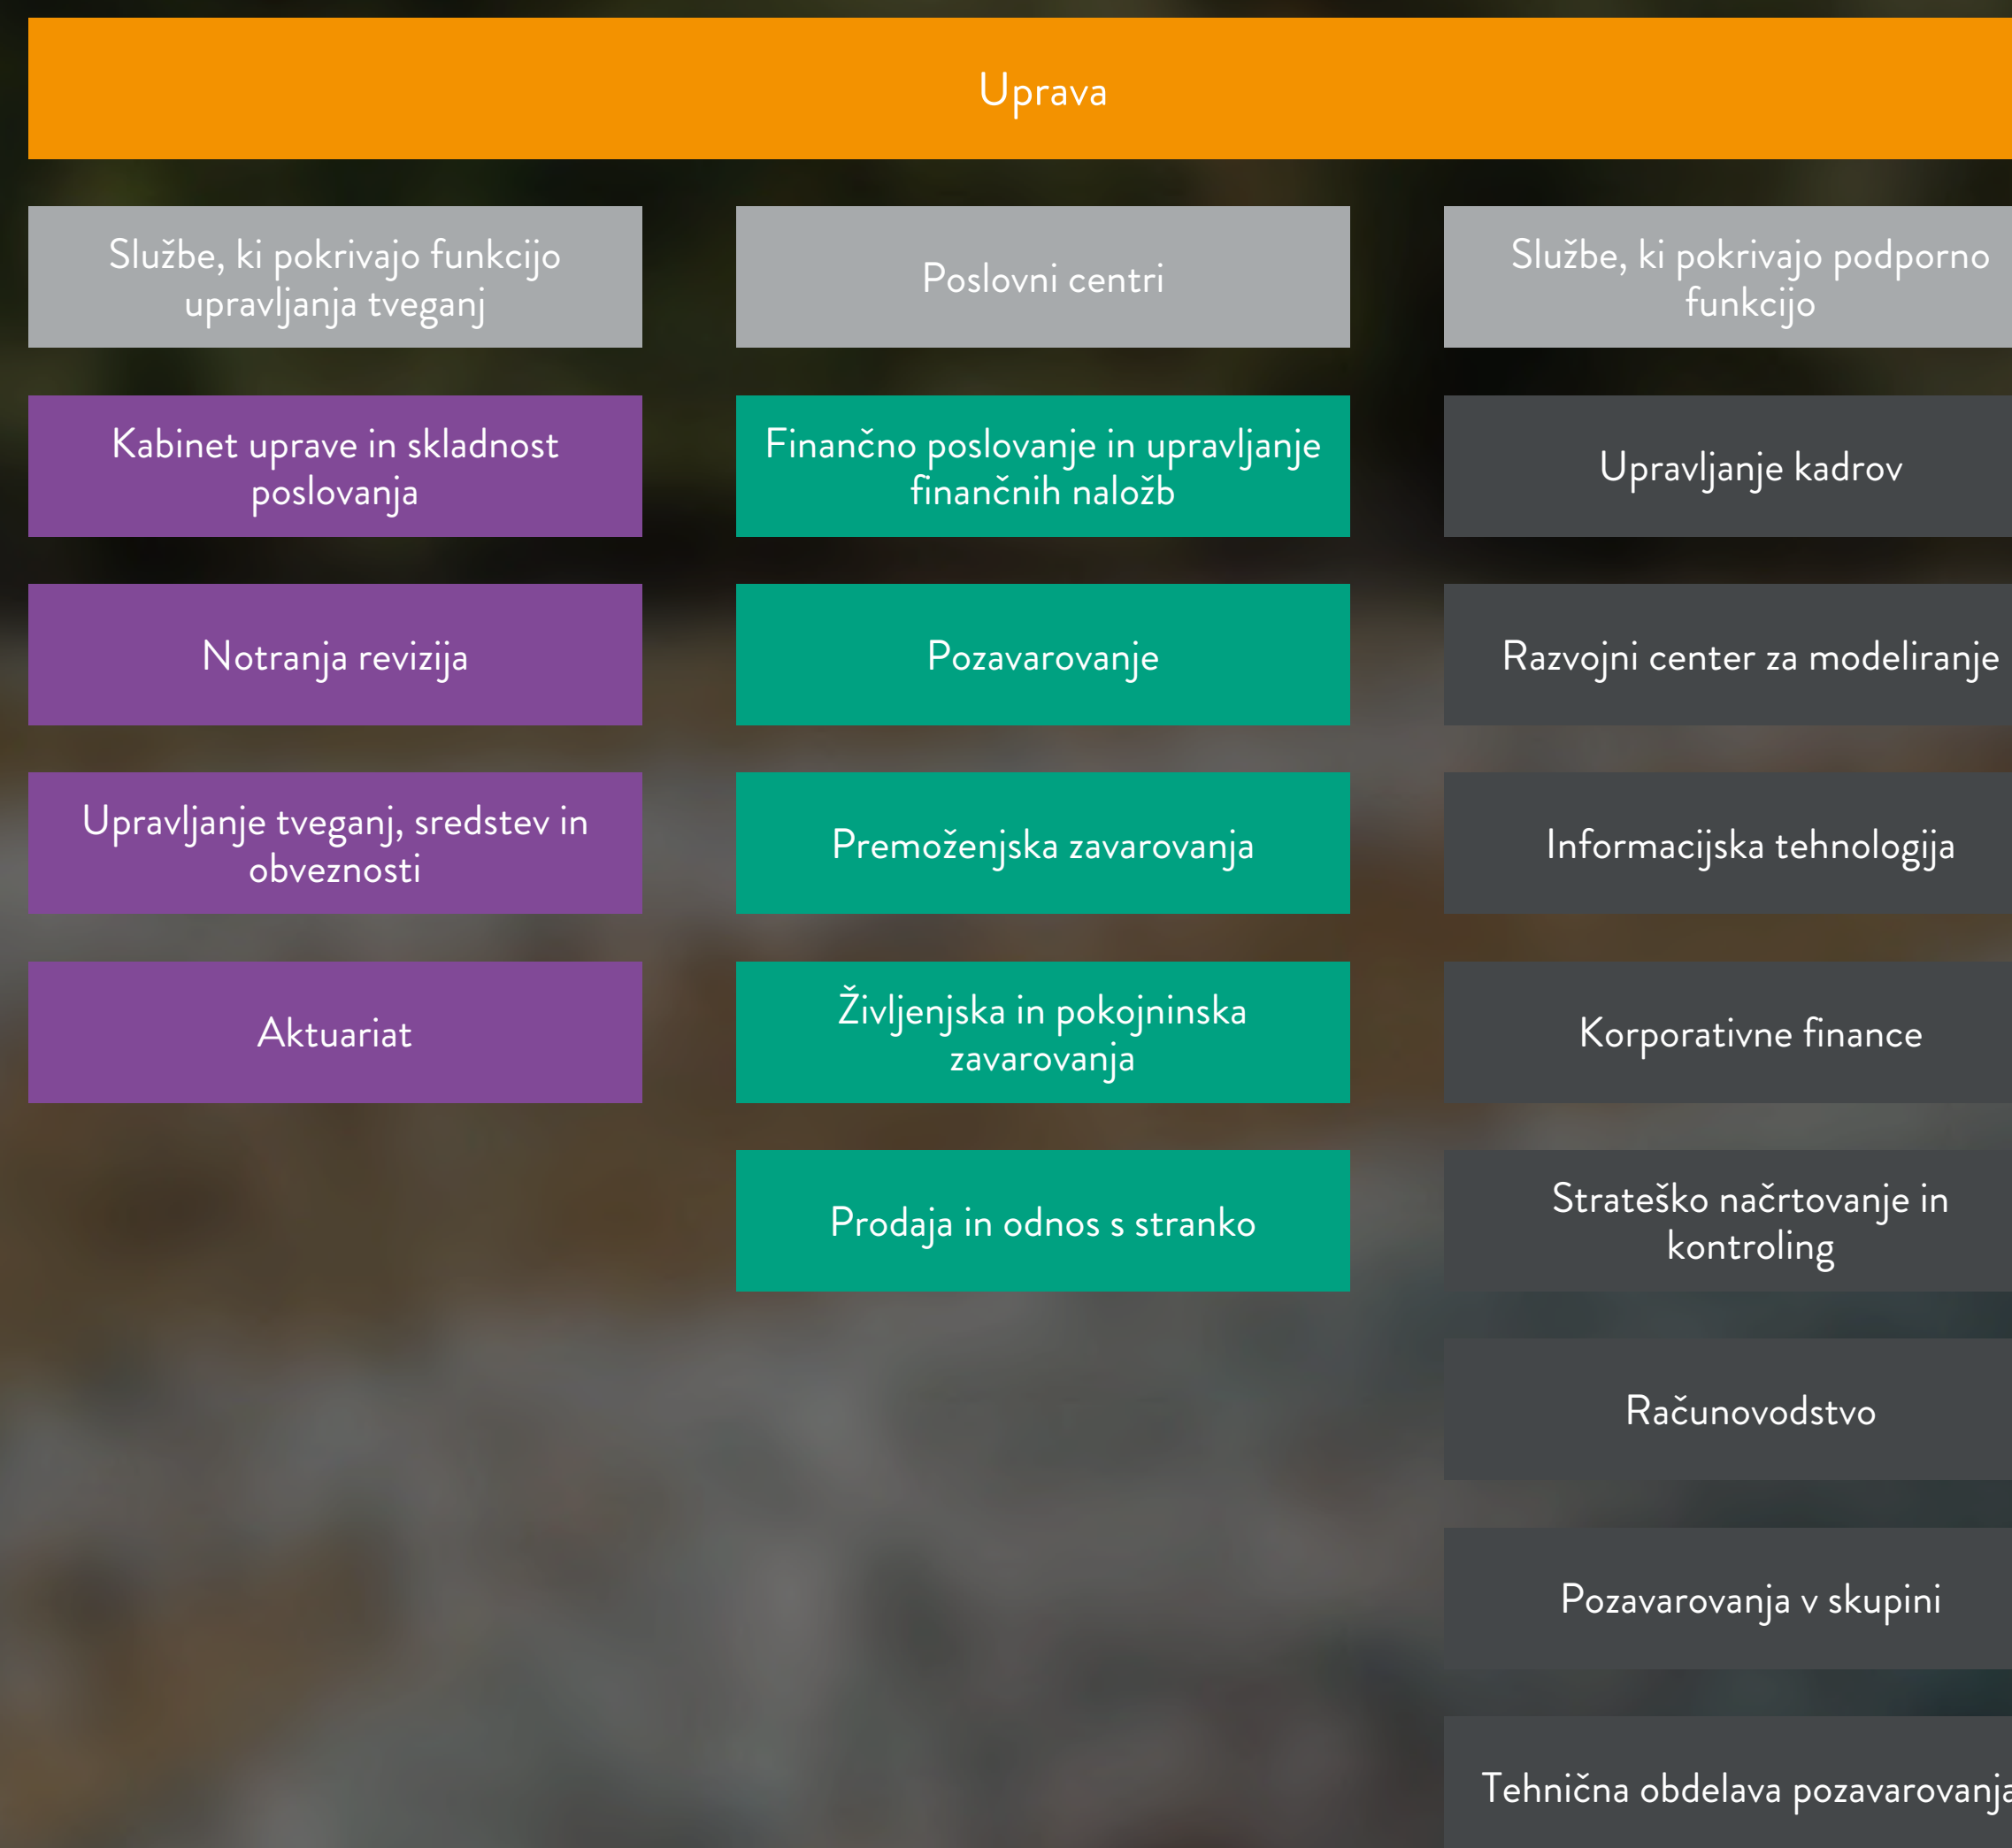 Uprava
Službe, ki pokrivajo funkcijo
upravljanja tveganj
Kabinet uprave in skladnost
poslovanja
Notranja revizija
Upravljanje tveganj, sredstev in
obveznosti
Aktuariat
Poslovni centri
Finančno poslovanje in upravljanje
finančnih naložb
Pozavarovanje
Premoženjska zavarovanja
Življenjska in pokojninska
zavarovanja
Prodaja in odnos s stranko
Službe, ki pokrivajo podporno
funkcijo
Upravljanje kadrov
Razvojni center za modeliranje
Informacijska tehnologija
Korporativne finance
Strateško načrtovanje in
kontroling
Računovodstvo
Pozavarovanja v skupini
Tehnična obdelava pozavarovanja